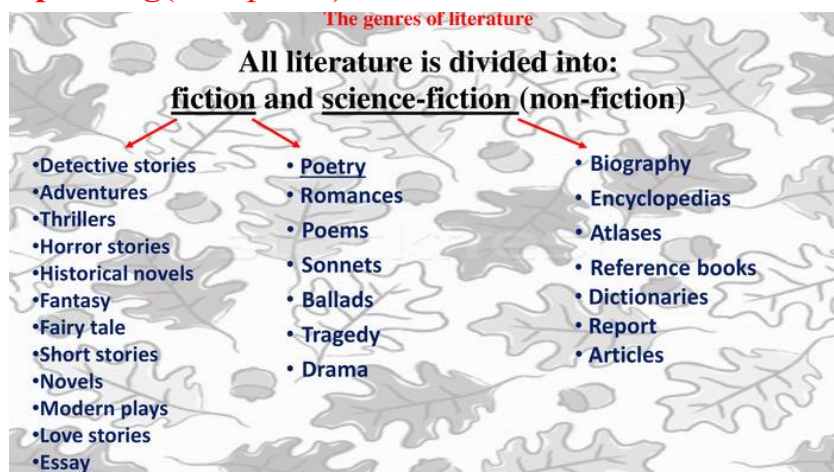 The genres of literature
All literature is divided into:
fiction and science-fiction (non-fiction)
•Detective stories
•Adventures
•Thrillers
•Horror stories
•Historical novels
•Fantasy
•Fairy tale
•Short stories
•Novels
•Modern plays
•Love stories
•Essay
• Poetry
• Romances
• Poems
• Sonnets
• Ballads
• Tragedy
• Drama
• Biography
• Encyclopedias
• Atlases
• Reference books
• Dictionaries
• Report
• Articles